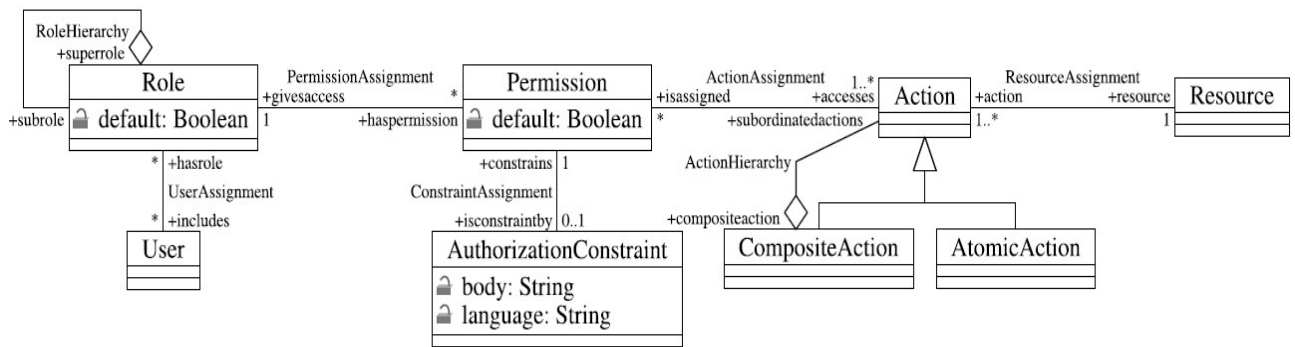 RoleHierarchy
+superrole
Role
default: Boolean
+subrole
PermissionAssignment
+givesaccess
*
1
+haspermission
Permission
default: Boolean
ActionAssignment
1..*
+isassigned
+accesses
*
+subordinatedactions
Action
ResourceAssignment
+action
+resource
1..*
1
Resource
* +hasrole
UserAssignment
* +includes
User
+constrains 1
ConstraintAssignment
+isconstraintby 0..1
AuthorizationConstraint
body: String
language: String
ActionHierarchy
+compositeaction
CompositeAction
AtomicAction